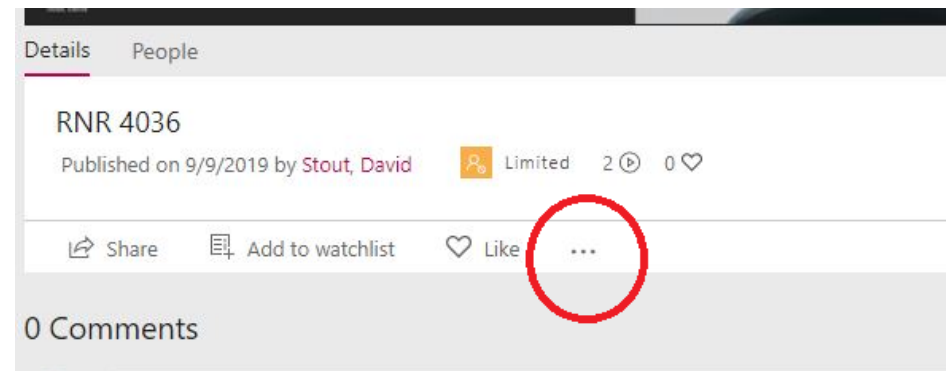 Details People
RNR 4036
Published on 9/9/2019 by Stout, David Limited 2 0
Share Add to watchlist Like ...
0 Comments